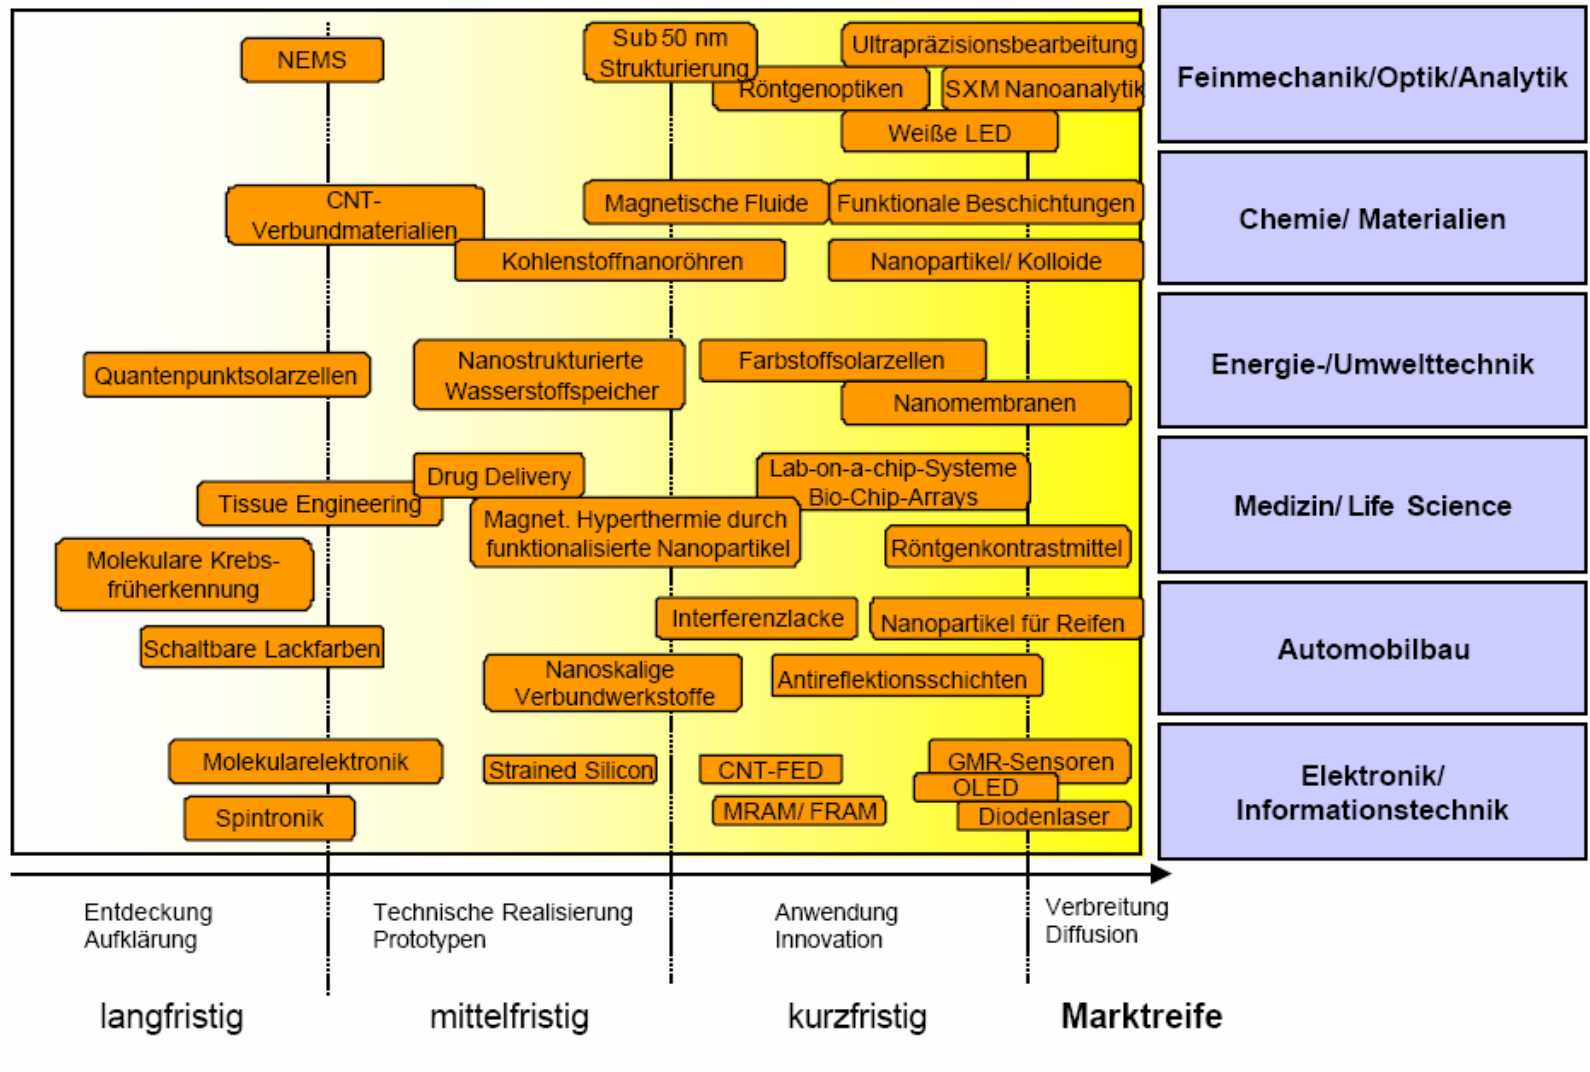 NEMS
Sub 50 nm
Strukturierung
Ultrapräzisionsbearbeitung
Röntgenoptiken
SXM Nanoanalytik
Weiße LED
Feinmechanik/Optik/Analytik
CNT-
Verbundmaterialien
Magnetische Fluide
Funktionale Beschichtungen
Kohlenstoffnanoröhren
Nanopartikel/ Kolloide
Chemie/ Materialien
Quantenpunktsolarzellen
Nanostrukturierte
Wasserstoffspeicher
Farbstoffsolarzellen
Nanomembranen
Energie-/Umwelttechnik
Tissue Engineering
Drug Delivery
Lab-on-a-chip-Systeme
Bio-Chip-Arrays
Magnet. Hyperthermie durch
funktionalisierte Nanopartikel
Röntgenkontrastmittel
Molekulare Krebs-
früherkennung
Medizin/ Life Science
Interferenzlacke
Nanopartikel für Reifen
Schaltbare Lackfarben
Nanoskalige
Verbundwerkstoffe
Antireflektionsschichten
Automobilbau
Molekularelektronik
Strained Silicon
CNT-FED
GMR-Sensoren
OLED
Spintronik
MRAM/ FRAM
Diodenlaser
Elektronik/
Informationstechnik
Entdeckung
Aufklärung
Technische Realisierung
Prototypen
Anwendung
Innovation
Verbreitung
Diffusion
langfristig
mittelfristig
kurzfristig
Marktreife